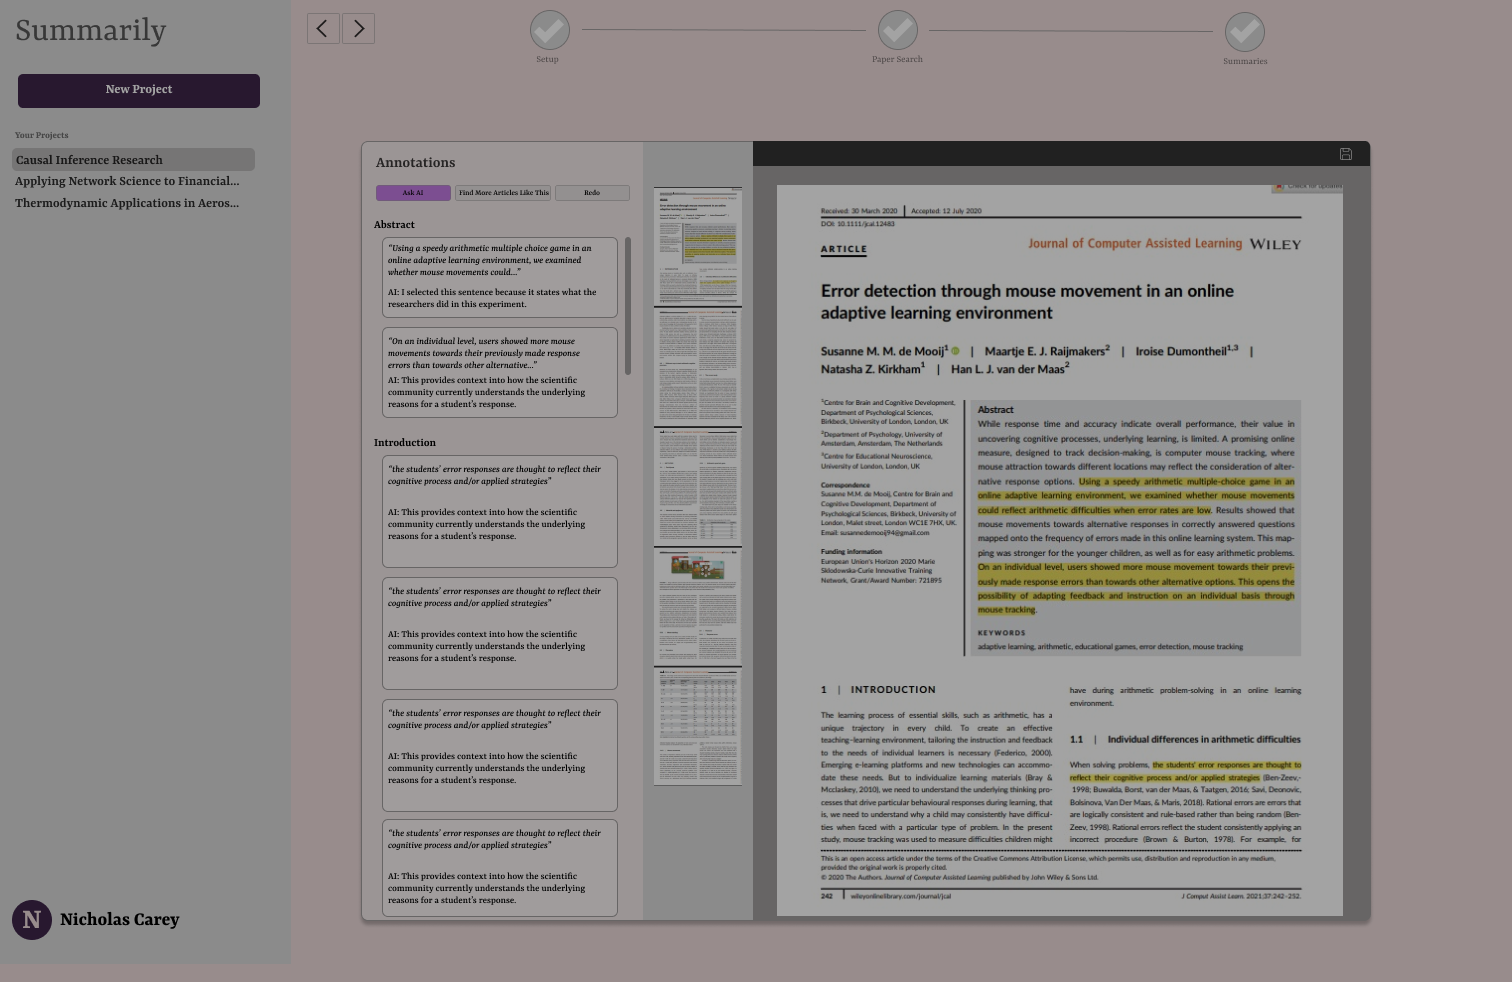 Summarily
New Project
Your Projects
Causal Inference Research
Applying Network Science to Financial...
Thermodynamic Applications in Aeros...
N
Nicholas Carey
Setup
Paper Search
Summaries
Annotations
Ask AI
Find More Articles Like This
Redo
Abstract
“Using a speedy arithmetic multiple choice game in an
online adaptive learning environment, we examined
whether mouse movements could...”
AI: I selected this sentence because it states what the
researchers did in this experiment.
“On an individual level, users showed more mouse
movements towards their previously made response
errors than towards other alternative...”
AI: This provides context into how the scientific
community currently understands the underlying
reasons for a student’s response.
Introduction
“the students’ error responses are thought to reflect their
cognitive process and/or applied strategies”
AI: This provides context into how the scientific
community currently understands the underlying
reasons for a student’s response.
“the students’ error responses are thought to reflect their
cognitive process and/or applied strategies”
AI: This provides context into how the scientific
community currently understands the underlying
reasons for a student’s response.
“the students’ error responses are thought to reflect their
cognitive process and/or applied strategies”
AI: This provides context into how the scientific
community currently understands the underlying
reasons for a student’s response.
“the students’ error responses are thought to reflect their
cognitive process and/or applied strategies”
AI: This provides context into how the scientific
community currently understands the underlying
reasons for a student’s response.
Check for updates
Received: 30 March 2020 | Accepted: 12 July 2020
DOI: 10.1111/jcal.12483
ARTICLE
Journal of Computer Assisted Learning WILEY
Error detection through mouse movement in an online
adaptive learning environment
Susanne M. M. de Mooij1 | Maartje E. J. Raijmakers2 | Iroise Dumontheil1,3 |
Natasha Z. Kirkham1 | Han L. J. van der Maas2
1Centre for Brain and Cognitive Development,
Department of Psychological Sciences,
Birkbeck, University of London, London, UK
2Department of Psychology, University of
Amsterdam, Amsterdam, The Netherlands
3Centre for Educational Neuroscience,
University of London, London, UK
Correspondence
Susanne M.M. de Mooij, Centre for Brain and
Cognitive Development, Department of
Psychological Sciences, Birkbeck, University of
London, Malet street, London WC1E 7HX, UK.
Email: susannedemooij94@gmail.com
Funding information
European Union's Horizon 2020 Marie
Sklodowska-Curie Innovative Training
Network, Grant/Award Number: 721895
Abstract
While response time and accuracy indicate overall performance, their value in
uncovering cognitive processes, underlying learning, is limited. A promising online
measure, designed to track decision-making, is computer mouse tracking, where
mouse attraction towards different locations may reflect the consideration of alter-
native response options. Using a speedy arithmetic multiple-choice game in an
online adaptive learning environment, we examined whether mouse movements
could reflect arithmetic difficulties when error rates are low. Results showed that
mouse movements towards alternative responses in correctly answered questions
mapped onto the frequency of errors made in this online learning system. This map-
ping was stronger for the younger children, as well as for easy arithmetic problems.
On an individual level, users showed more mouse movement towards their previ-
ously made response errors than towards other alternative options. This opens the
possibility of adapting feedback and instruction on an individual basis through
mouse tracking.
KEYWORDS
adaptive learning, arithmetic, educational games, error detection, mouse tracking
1 | INTRODUCTION
The learning process of essential skills, such as arithmetic, has a
unique trajectory in every child. To create an effective
teaching–learning environment, tailoring the instruction and feedback
to the needs of individual learners is necessary (Federico, 2000).
Emerging e-learning platforms and new technologies can accommo-
date these needs. But to individualize learning materials (Bray &
Mcclaskey, 2010), we need to understand the underlying thinking pro-
cesses that drive particular behavioural responses during learning, that
is, we need to understand why a child may consistently have difficul-
ties when faced with a particular type of problem. In the present
study, mouse tracking was used to measure difficulties children might
have during arithmetic problem-solving in an online learning
environment.
1.1 | Individual differences in arithmetic difficulties
When solving problems, the students' error responses are thought to
reflect their cognitive process and/or applied strategies (Ben-Zeev,-
1998; Buwalda, Borst, van der Maas, & Taatgen, 2016; Savi, Deonovic,
Bolsinova, Van Der Maas, & Maris, 2018). Rational errors are errors that
are logically consistent and rule-based rather than being random (Ben-
Zeev, 1998). Rational errors reflect the student consistently applying an
incorrect procedure (Brown & Burton, 1978). For example, for
This is an open access article under the terms of the Creative Commons Attribution License, which permits use, distribution and reproduction in any medium,
provided the original work is properly cited.
© 2020 The Authors. Journal of Computer Assisted Learning published by John Wiley & Sons Ltd.
242 | wileyonlinelibrary.com/journal/jcal
J Comput Assist Learn. 2021;37:242–252.